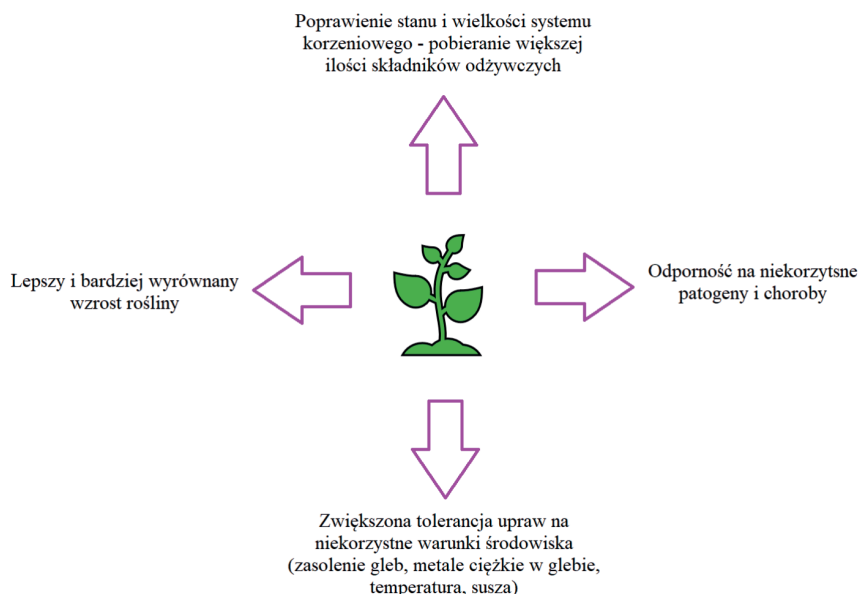 Poprawienie stanu i wielkości systemu
korzeniowego - pobieranie większej
ilości składników odżywczych
Lepszy i bardziej wyrównany
wzrost rośliny
Odporność na niekorzytsne
patogeny i choroby
Zwiększona tolerancja upraw na
niekorzystne warunki środowiska
(zasolenie gleb, metale ciężkie w glebie,
temperatura, susza)